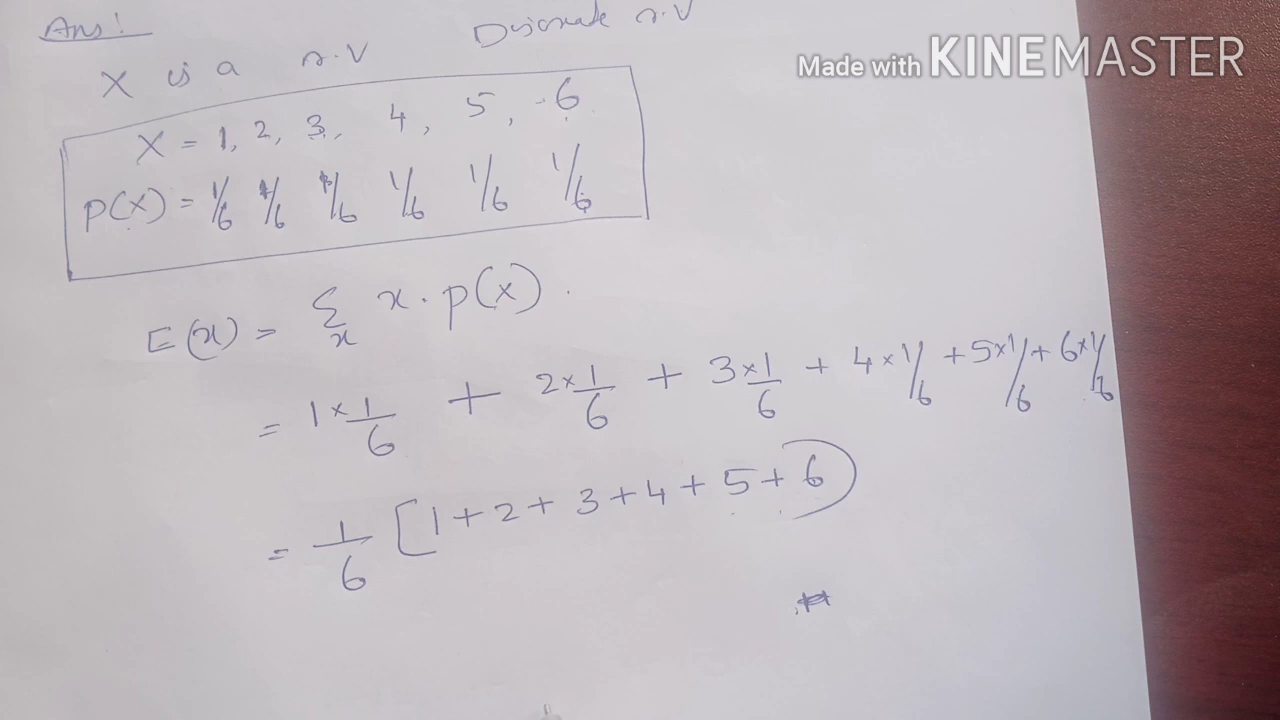 Ans:
X is a r.v Discrete r.v
Made with KINEMASTER
X = 1, 2, 3, 4, 5, 6
P(X) = 1/6 1/6 1/6 1/6 1/6 1/6
E(x) = Σx x . p(x) .
= 1 × 1/6 + 2 × 1/6 + 3 × 1/6 + 4 × 1/6 + 5 × 1/6 + 6 × 1/6
= 1/6 [1 + 2 + 3 + 4 + 5 + 6)